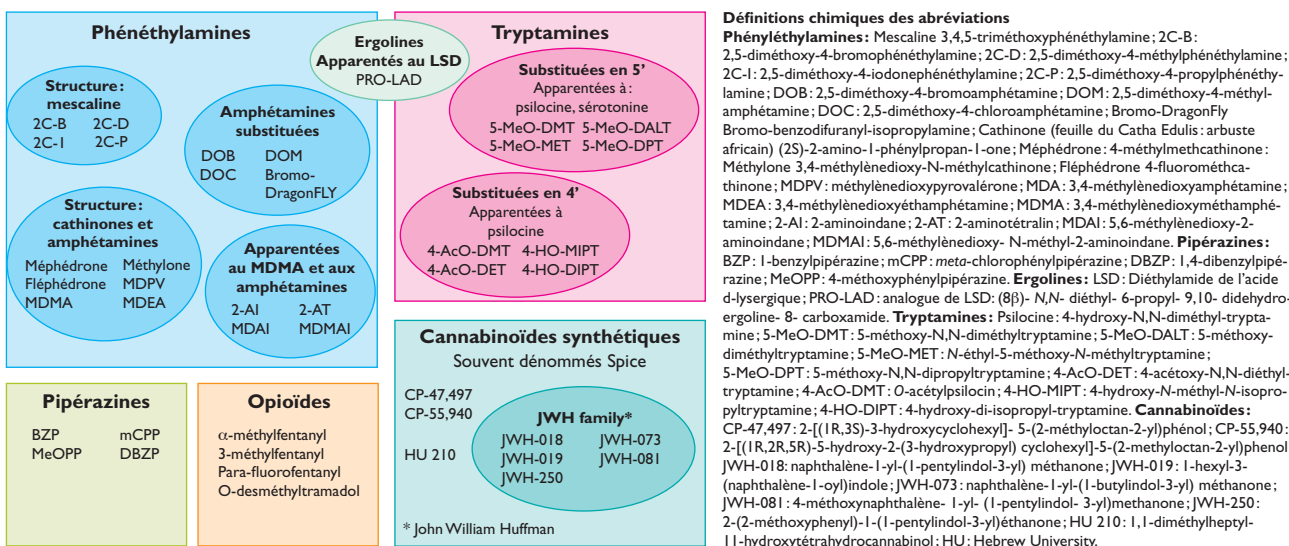 Phénéthylamines
Structure :
mescaline
2C-B 2C-D
2C-I 2C-P
Amphétamines
substituées
DOB DOM
DOC Bromo-
DragonFLY
Structure :
cathinones et
amphétamines
Méphédrone Méthylone
Fléphédrone MDPV
MDMA MDEA
Apparentées
au MDMA et aux
amphétamines
2-AI 2-AT
MDAI MDMAI
Ergolines
Apparentés au LSD
PRO-LAD
Tryptamines
Substituées en 5’
Apparentées à :
psilocine, sérotonine
5-MeO-DMT 5-MeO-DALT
5-MeO-MET 5-MeO-DPT
Substituées en 4’
Apparentées à
psilocine
4-AcO-DMT 4-HO-MIPT
4-AcO-DET 4-HO-DIPT
Pipérazines
BZP mCPP
MeOPP DBZP
Opioïdes
α-méthylfentanyl
3-méthylfentanyl
Para-fluorofentanyl
O-desméthyltramadol
Cannabinoïdes synthétiques
Souvent dénommés Spice
CP-47,497
CP-55,940
HU 210
JWH family*
JWH-018 JWH-073
JWH-019 JWH-081
JWH-250
* John William Huffman
Définitions chimiques des abréviations
Phényléthylamines : Mescaline 3,4,5-triméthoxyphénéthylamine ; 2C-B :
2,5-diméthoxy-4-bromophénéthylamine ; 2C-D : 2,5-diméthoxy-4-méthylphénéthylamine ;
2C-I : 2,5-diméthoxy-4-iodonephénéthylamine ; 2C-P : 2,5-diméthoxy-4-propylphénéthy-
lamine ; DOB : 2,5-diméthoxy-4-bromoamphétamine ; DOM : 2,5-diméthoxy-4-méthyl-
amphétamine ; DOC : 2,5-diméthoxy-4-chloroamphétamine ; Bromo-DragonFly
Bromo-benzodifuranyl-isopropylamine ; Cathinone (feuille du Catha Edulis : arbuste
africain) (2S)-2-amino-1-phénylpropan-1-one ; Méphédrone : 4-méthylmethcathinone :
Méthylone 3,4-méthylènedioxy-N-méthylcathinone ; Fléphédrone 4-fluorométhca-
thinone ; MDPV : méthylènedioxypyrovalérone ; MDA : 3,4-méthylènedioxyamphétamine ;
MDEA : 3,4-méthylènedioxyéthamphétamine ; MDMA : 3,4-méthylènedioxyméthamphé-
tamine ; 2-AI : 2-aminoindane ; 2-AT : 2-aminotétralin ; MDAI : 5,6-méthylènedioxy-2-
aminoindane ; MDMAI : 5,6-méthylènedioxy- N-méthyl-2-aminoindane. Pipérazines :
BZP : 1-benzylpipérazine ; mCPP : meta-chlorophénylpipérazine ; DBZP : 1,4-dibenzylpipé-
razine ; MeOPP : 4-méthoxyphénylpipérazine. Ergolines : LSD : Diéthylamide de l’acide
d-lysergique ; PRO-LAD : analogue de LSD : (8β)- N,N- diéthyl- 6-propyl- 9,10- didehydro-
ergoline- 8- carboxamide. Tryptamines : Psilocine : 4-hydroxy-N,N-diméthyl-trypta-
mine ; 5-MeO-DMT : 5-méthoxy-N,N-diméthyltryptamine ; 5-MeO-DALT : 5-méthoxy-
diméthyltryptamine ; 5-MeO-MET : N-éthyl-5-méthoxy-N-méthyltryptamine ;
5-MeO-DPT : 5-méthoxy-N,N-dipropyltryptamine ; 4-AcO-DET : 4-acétoxy-N,N-diéthyl-
tryptamine ; 4-AcO-DMT : O-acétylpsilocin ; 4-HO-MIPT : 4-hydroxy-N-méthyl-N-isopro-
pyltryptamine ; 4-HO-DIPT : 4-hydroxy-di-isopropyl-tryptamine. Cannabinoïdes :
CP-47,497 : 2-[(1R,3S)-3-hydroxycyclohexyl]- 5-(2-méthyloctan-2-yl)phénol ; CP-55,940 :
2-[(1R,2R,5R)-5-hydroxy-2-(3-hydroxypropyl) cyclohexyl]-5-(2-methyloctan-2-yl)phenol
JWH-018 : naphthalène-1-yl-(1-pentylindol-3-yl) méthanone ; JWH-019 : 1-hexyl-3-
(naphthalène-1-oyl)indole ; JWH-073 : naphthalène-1-yl-(1-butylindol-3-yl) méthanone ;
JWH-081 : 4-méthoxynaphthalène- 1-yl- (1-pentylindol- 3-yl)methanone ; JWH-250 :
2-(2-méthoxyphenyl)-1-(1-pentylindol-3-yl)éthanone ; HU 210 : 1,1-diméthylheptyl-
11-hydroxytétrahydrocannabinol ; HU : Hebrew University.